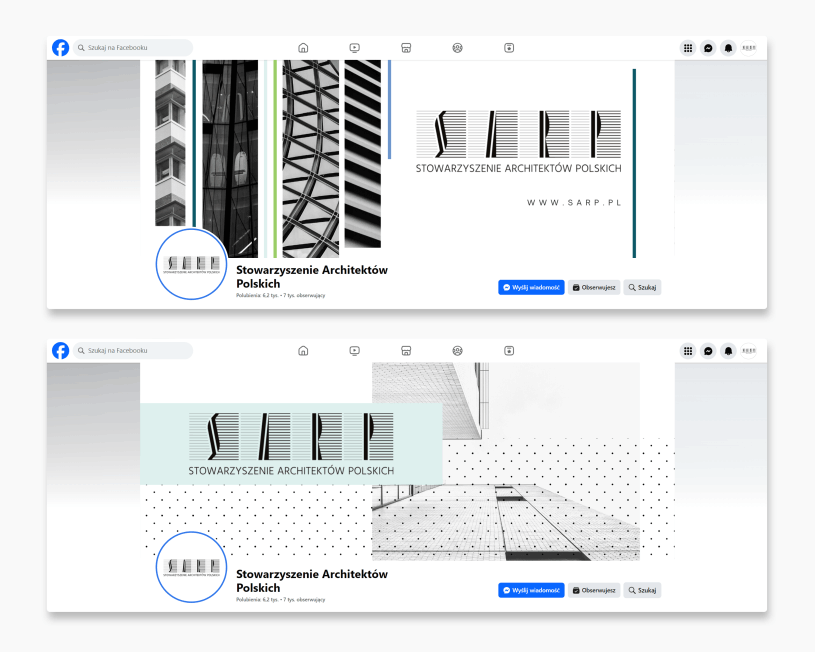 Szukaj na Facebooku
SARP
STOWARZYSZENIE ARCHITEKTÓW POLSKICH
WWW.SARP.PL
SARP
STOWARZYSZENIE ARCHITEKTÓW POLSKICH
Stowarzyszenie Architektów
Polskich
Polubienia: 6,2 tys. • 7 tys. obserwujący
Wyślij wiadomość
Obserwujesz
Szukaj
Szukaj na Facebooku
SARP
STOWARZYSZENIE ARCHITEKTÓW POLSKICH
SARP
STOWARZYSZENIE ARCHITEKTÓW POLSKICH
Stowarzyszenie Architektów
Polskich
Polubienia: 6,2 tys. • 7 tys. obserwujący
Wyślij wiadomość
Obserwujesz
Szukaj